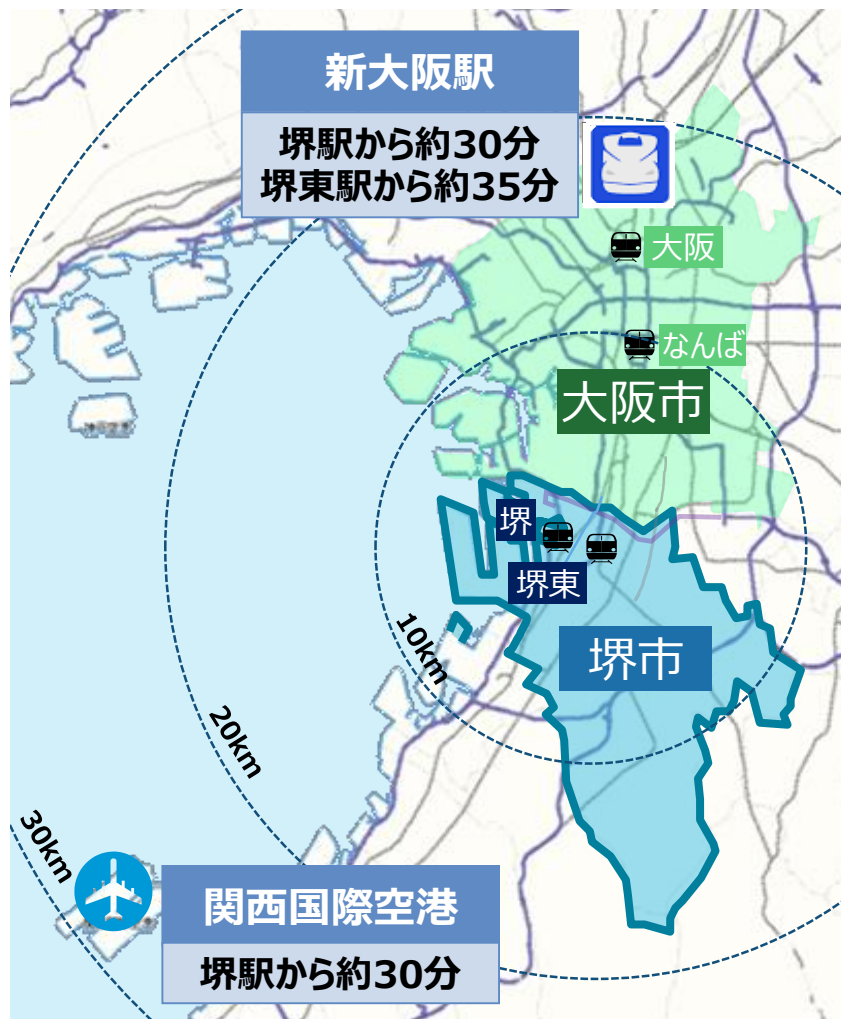 新大阪駅
堺駅から約30分
堺東駅から約35分
大阪
なんば
大阪市
堺
堺東
堺市
10km
20km
30km
関西国際空港
堺駅から約30分